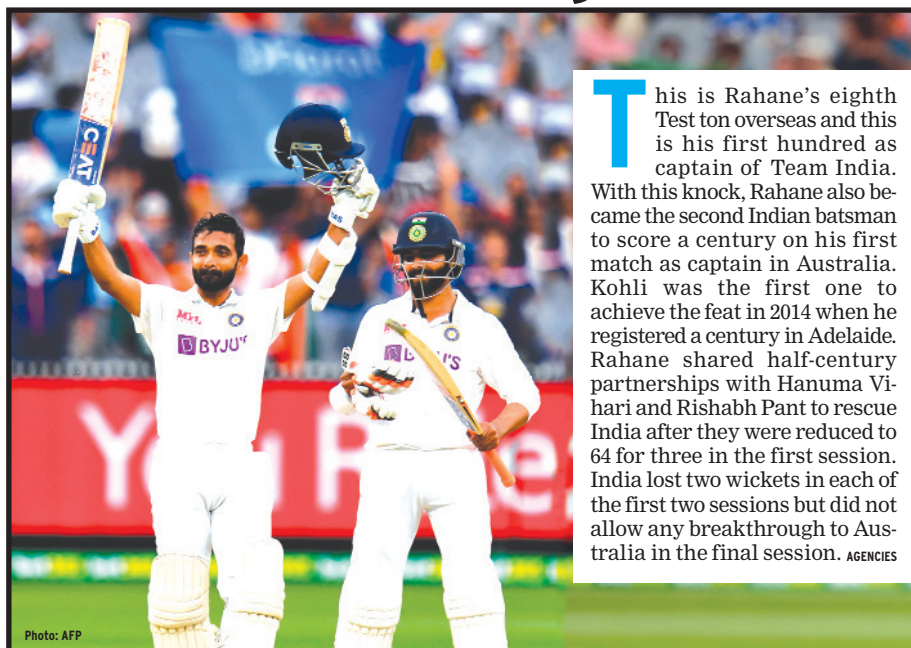 CEAT
MYL
BYJU'S
BYJU'S
This is Rahane's eighth
Test ton overseas and this
is his first hundred as
captain of Team India.
With this knock, Rahane also be-
came the second Indian batsman
to score a century on his first
match as captain in Australia.
Kohli was the first one to
achieve the feat in 2014 when he
registered a century in Adelaide.
Rahane shared half-century
partnerships with Hanuma Vi-
hari and Rishabh Pant to rescue
India after they were reduced to
64 for three in the first session.
India lost two wickets in each of
the first two sessions but did not
allow any breakthrough to Aus-
tralia in the final session. AGENCIES
Photo: AFP